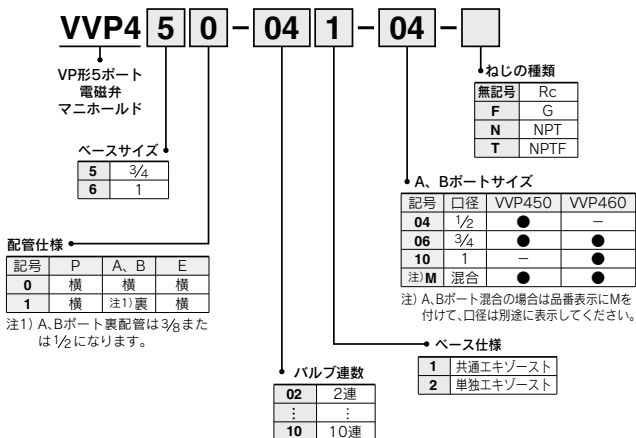 VVP4 5 0 - 04 1 - 04 -
VP形5ポート
電磁弁
マニホールド
ねじの種類
無記号 Rc
F G
N NPT
T NPTF
ベースサイズ
5 3/4
6 1
A、Bポートサイズ
記号 口径 VVP450 VVP460
04 1/2 ● −
06 3/4 ● ●
10 1 − ●
注)M 混合 ● ●
注) A、Bポート混合の場合は品番表示にMを
付けて、口径は別途に表示してください。
配管仕様
記号 P A、B E
0 横 横 横
1 横 注1)裏 横
注1) A、Bポート裏配管は3/8また
は1/2になります。
ベース仕様
1 共通エキゾースト
2 単独エキゾースト
バルブ連数
02 2連
⋮ ⋮
10 10連